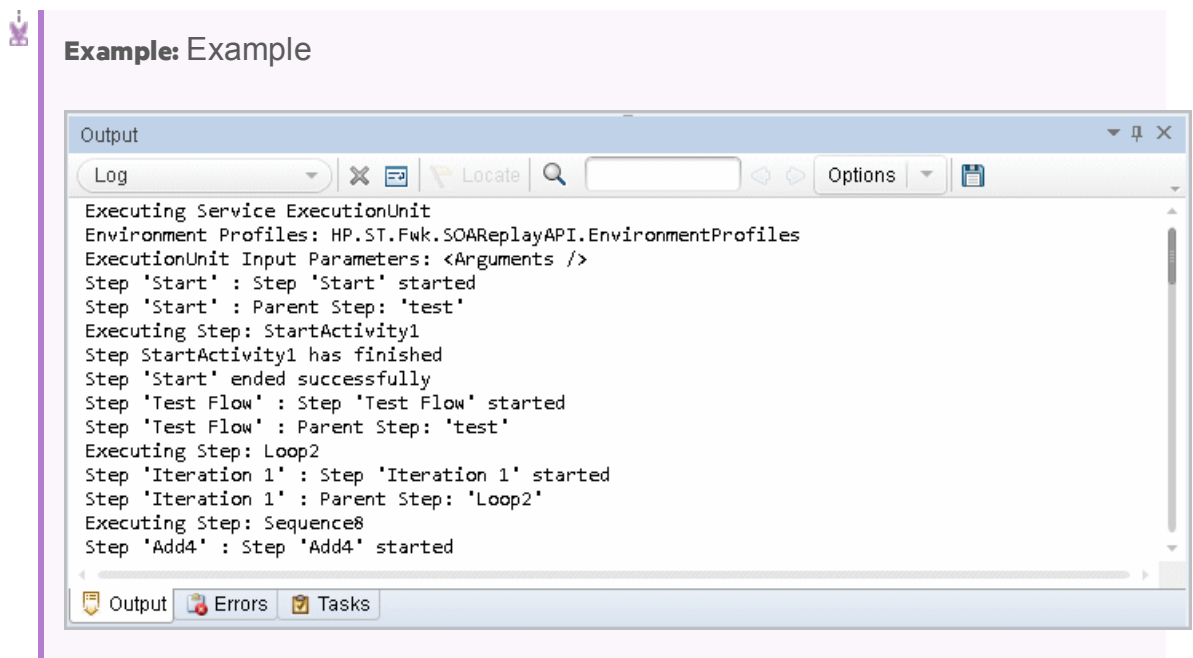 Example: Example
Output
Log Locate Options
Executing Service ExecutionUnit
Environment Profiles: HP.ST.Fwk.SOAReplayAPI.EnvironmentProfiles
ExecutionUnit Input Parameters: <Arguments />
Step 'Start' : Step 'Start' started
Step 'Start' : Parent Step: 'test'
Executing Step: StartActivity1
Step StartActivity1 has finished
Step 'Start' ended successfully
Step 'Test Flow' : Step 'Test Flow' started
Step 'Test Flow' : Parent Step: 'test'
Executing Step: Loop2
Step 'Iteration 1' : Step 'Iteration 1' started
Step 'Iteration 1' : Parent Step: 'Loop2'
Executing Step: Sequence8
Step 'Add4' : Step 'Add4' started
Output Errors Tasks